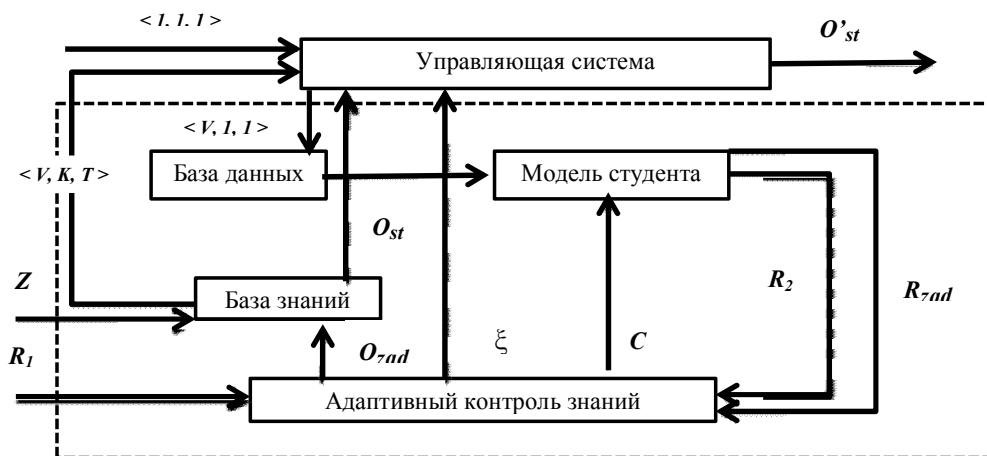 < 1, 1, 1 >
O'st
Управляющая система
< V, 1, 1 >
< V, K, T >
База данных
Модель студента
Ost
Z
База знаний
R2
Rzad
R1
Ozad
ξ
C
Адаптивный контроль знаний